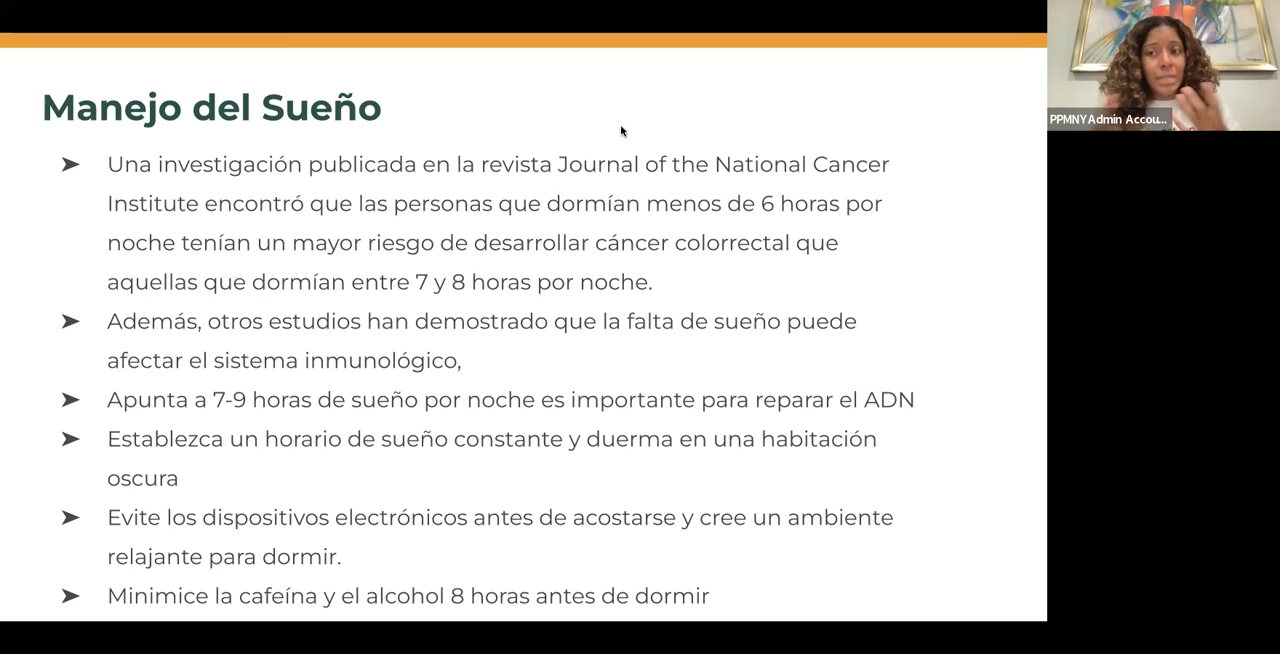 Manejo del Sueño
➤ Una investigación publicada en la revista Journal of the National Cancer
Institute encontró que las personas que dormían menos de 6 horas por
noche tenían un mayor riesgo de desarrollar cáncer colorrectal que
aquellas que dormían entre 7 y 8 horas por noche.
➤ Además, otros estudios han demostrado que la falta de sueño puede
afectar el sistema inmunológico,
➤ Apunta a 7-9 horas de sueño por noche es importante para reparar el ADN
➤ Establezca un horario de sueño constante y duerma en una habitación
oscura
➤ Evite los dispositivos electrónicos antes de acostarse y cree un ambiente
relajante para dormir.
➤ Minimice la cafeína y el alcohol 8 horas antes de dormir
PPMNY Admin Accou...